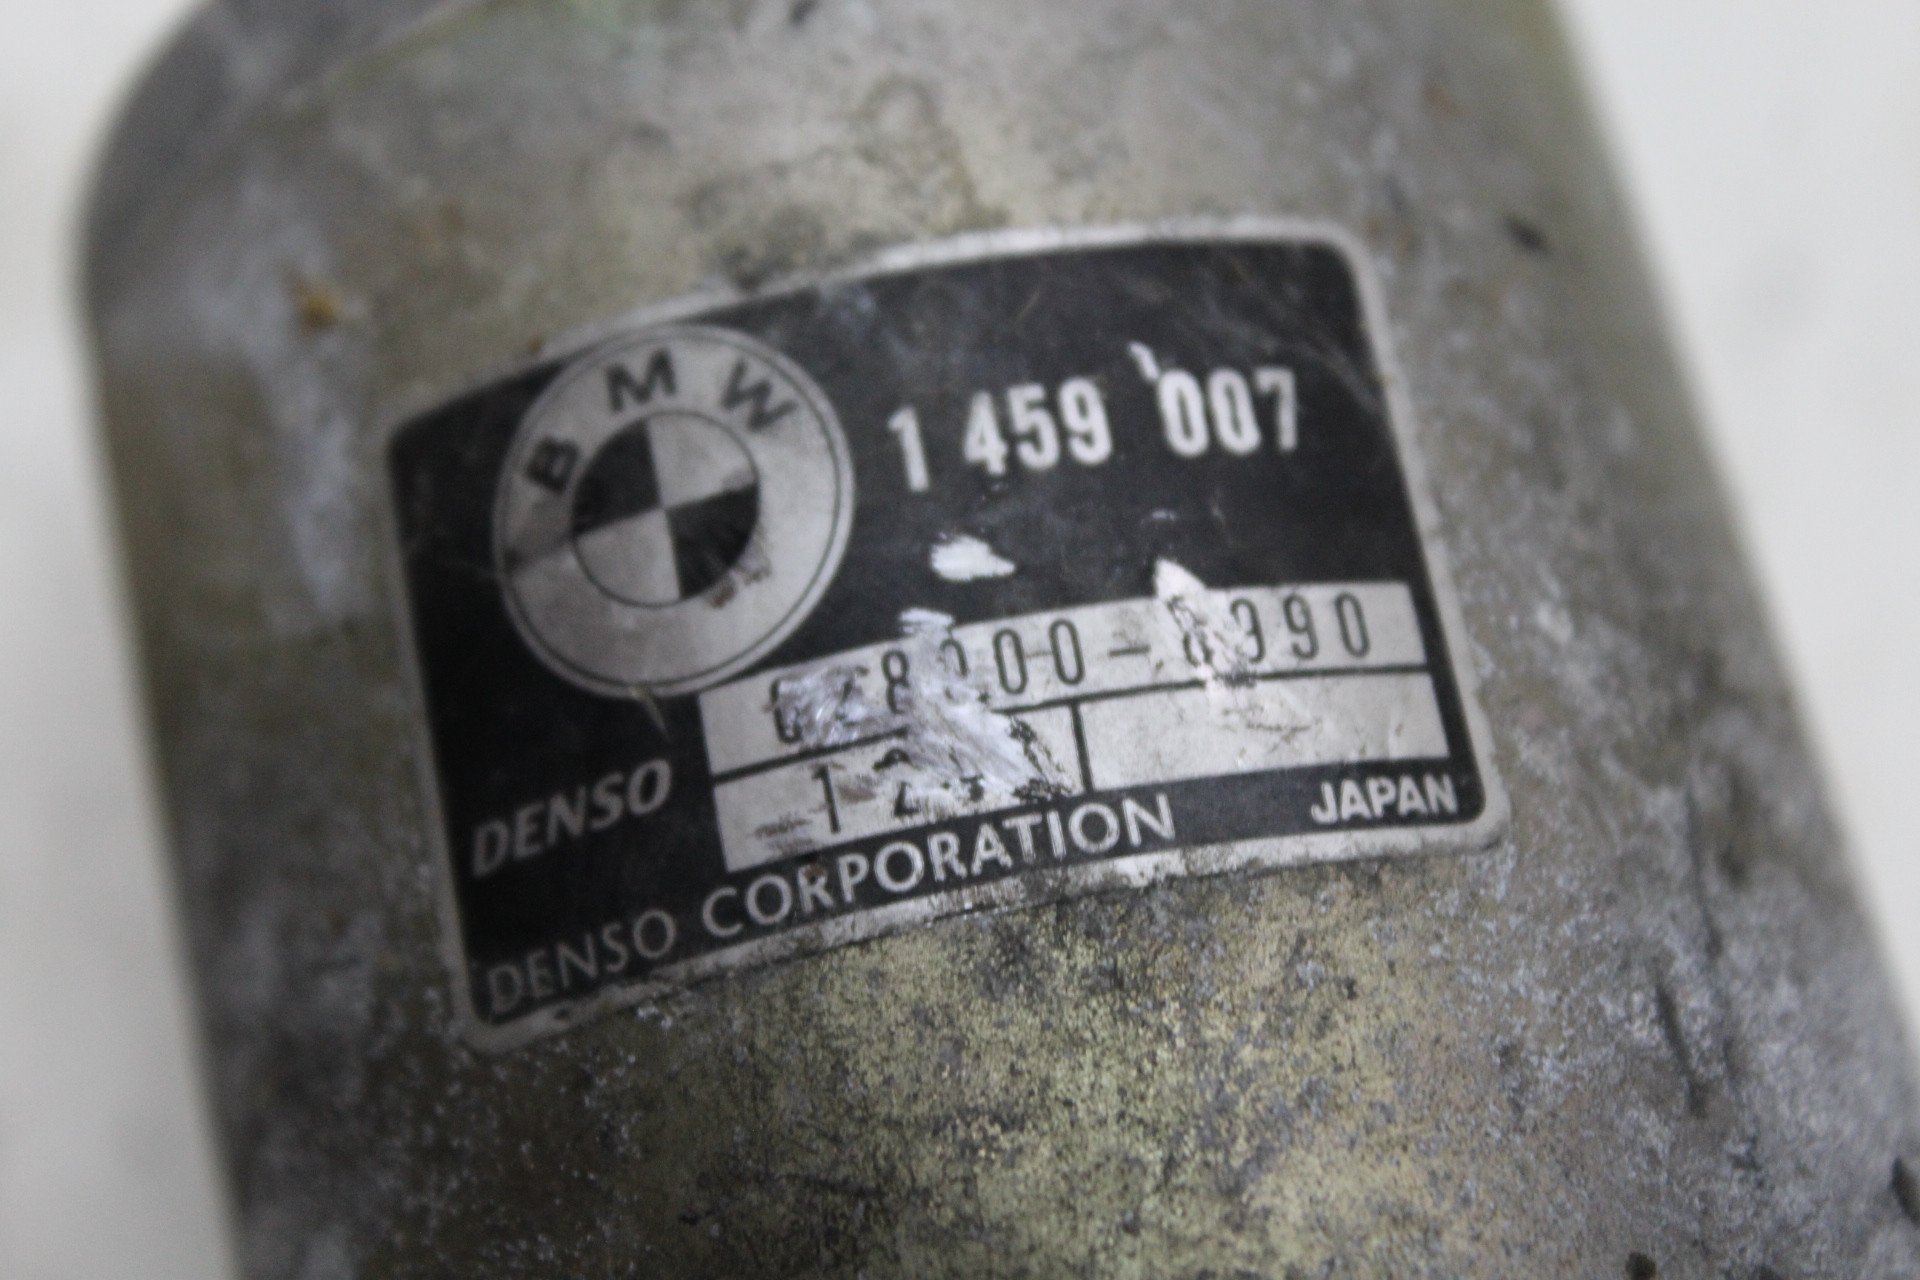 BMW
1 459 007
DENSO
DENSO CORPORATION
JAPAN